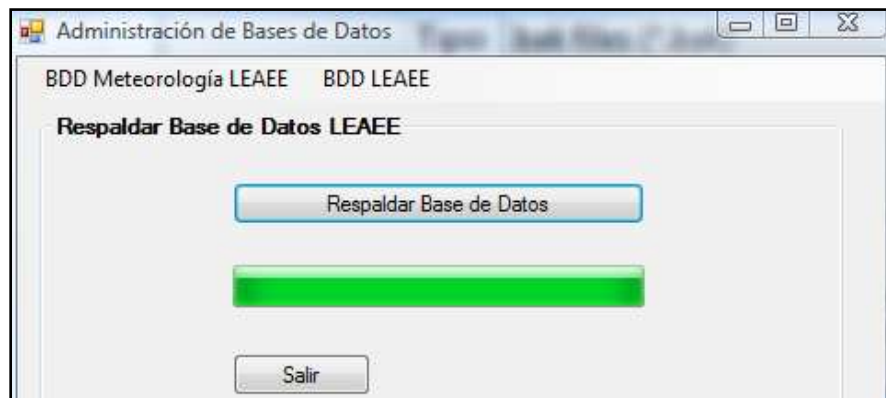 Administración de Bases de Datos
BDD Meteorología LEAEE BDD LEAEE
Respaldar Base de Datos LEAEE
Respaldar Base de Datos
Salir